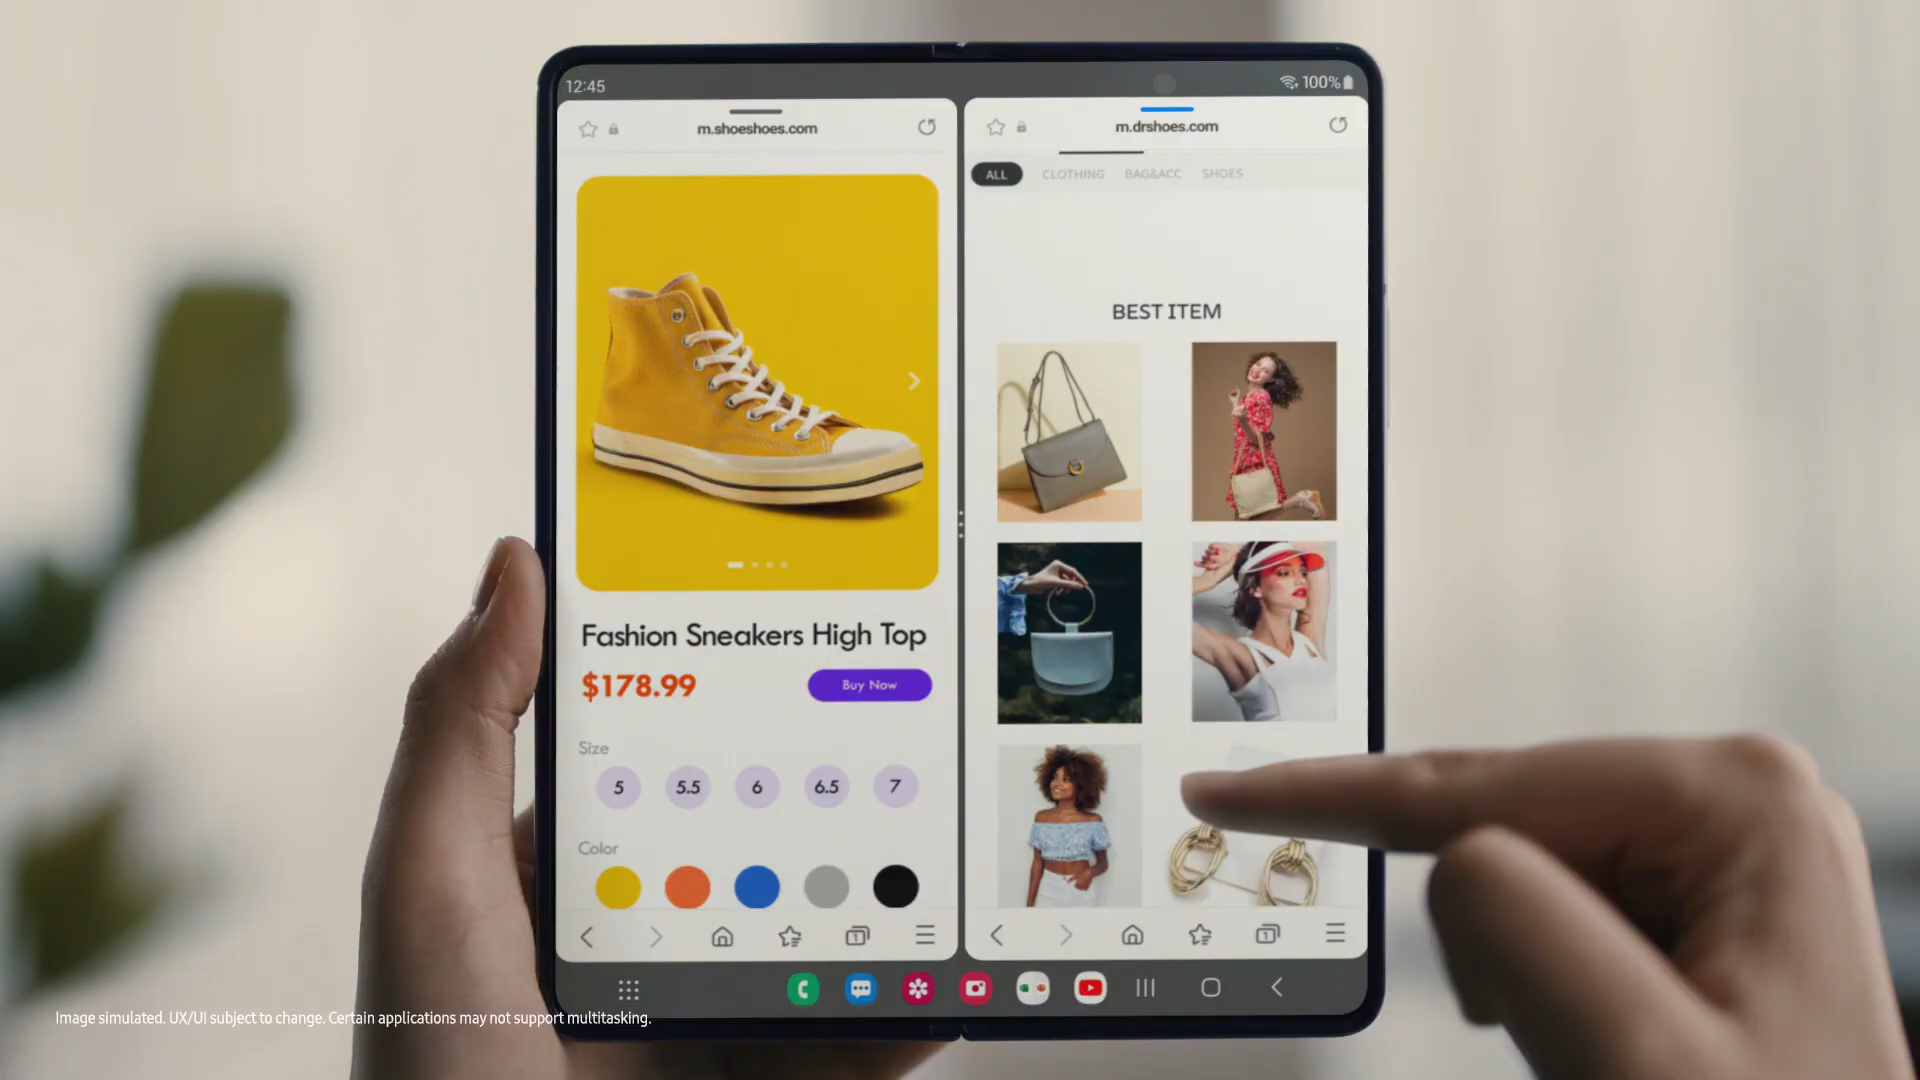 12:45
100%
m.shoeshoes.com
Fashion Sneakers High Top
$178.99
Buy Now
Size
5
5.5
6
6.5
7
Color
1
m.drshoes.com
ALL
CLOTHING
BAG&ACC
SHOES
BEST ITEM
1
Image simulated. UX/UI subject to change. Certain applications may not support multitasking.